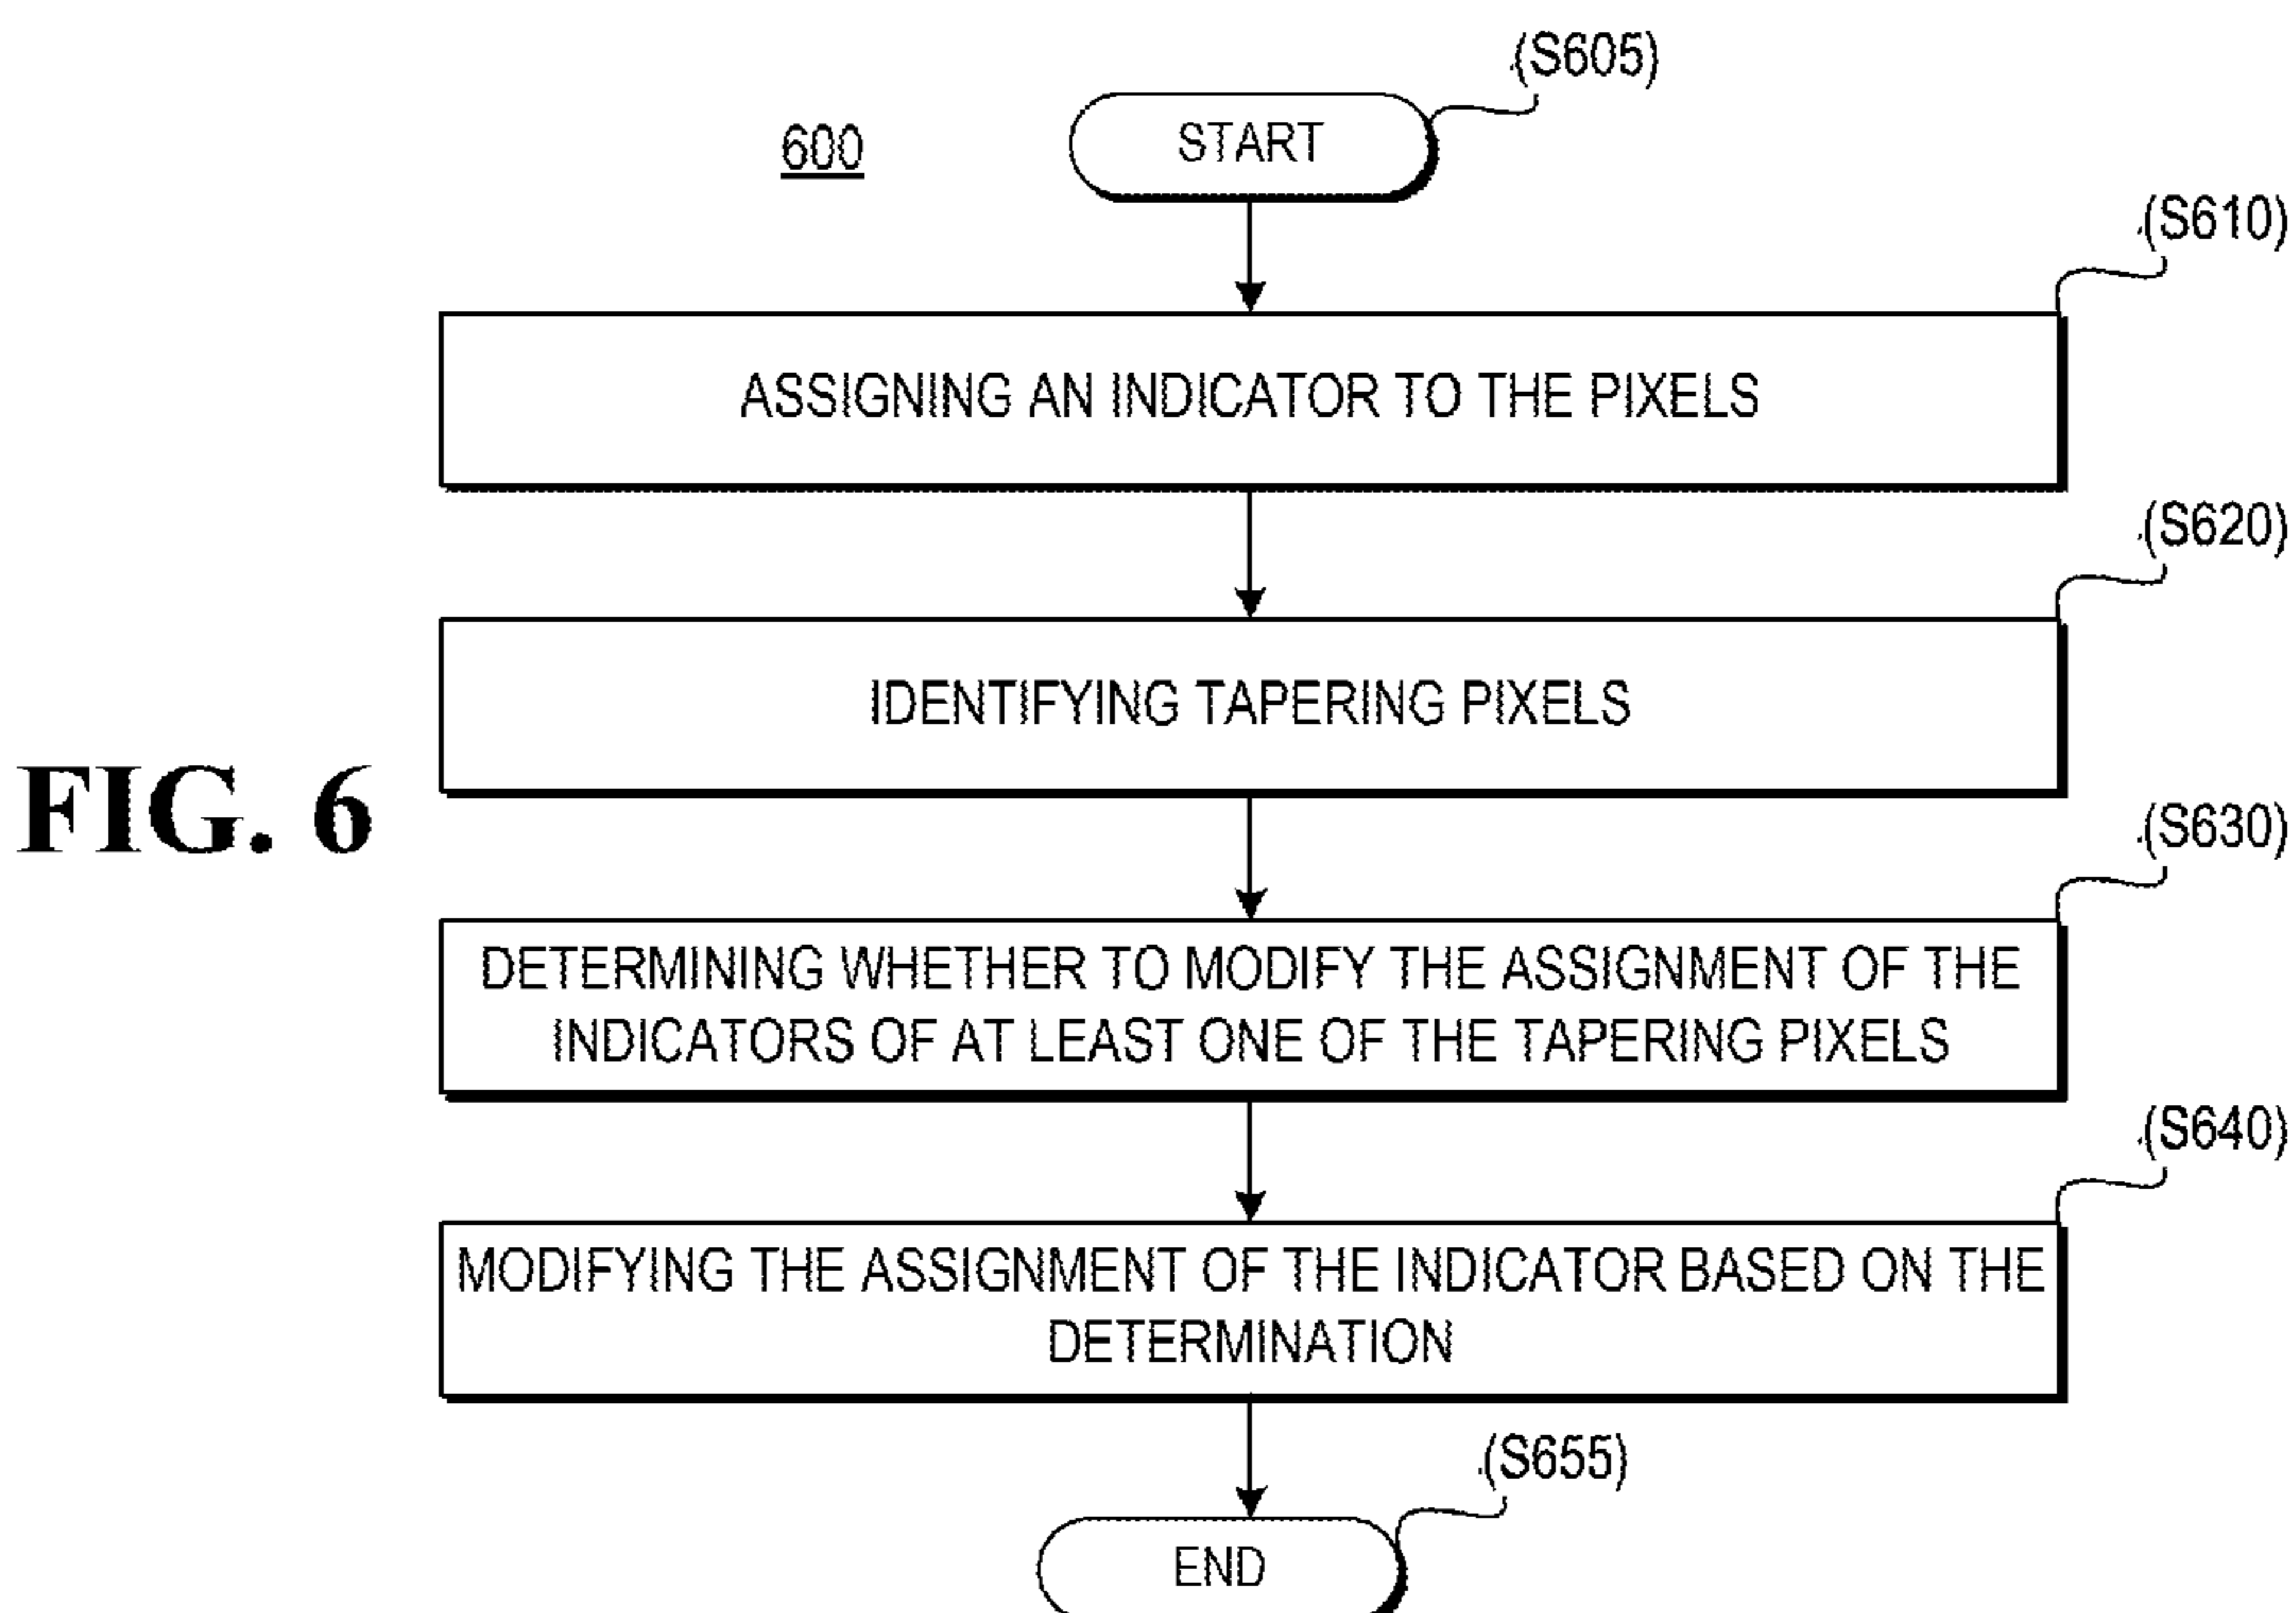 (S605)
600
START
(S610)
ASSIGNING AN INDICATOR TO THE PIXELS
(S620)
IDENTIFYING TAPERING PIXELS
FIG. 6
(S630)
DETERMINING WHETHER TO MODIFY THE ASSIGNMENT OF THE
INDICATORS OF AT LEAST ONE OF THE TAPERING PIXELS
(S640)
MODIFYING THE ASSIGNMENT OF THE INDICATOR BASED ON THE
DETERMINATION
(S655)
END